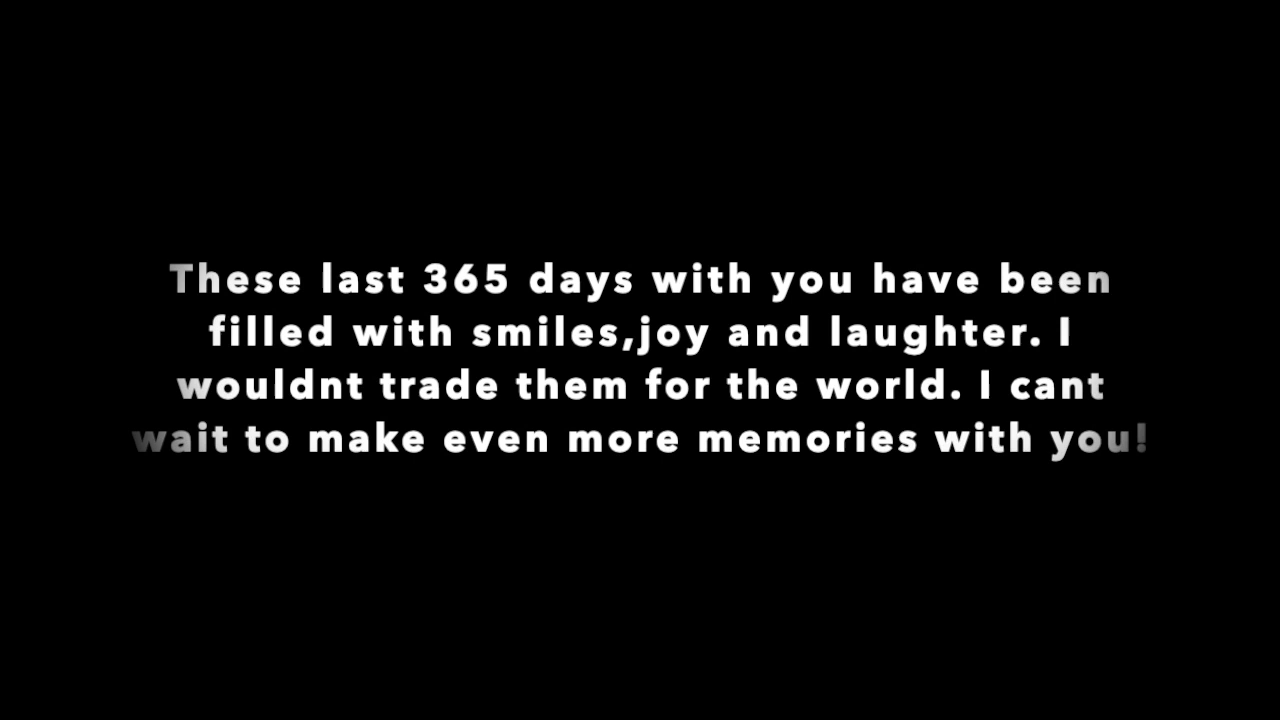 These last 365 days with you have been
filled with smiles,joy and laughter. I
wouldnt trade them for the world. I cant
wait to make even more memories with you!